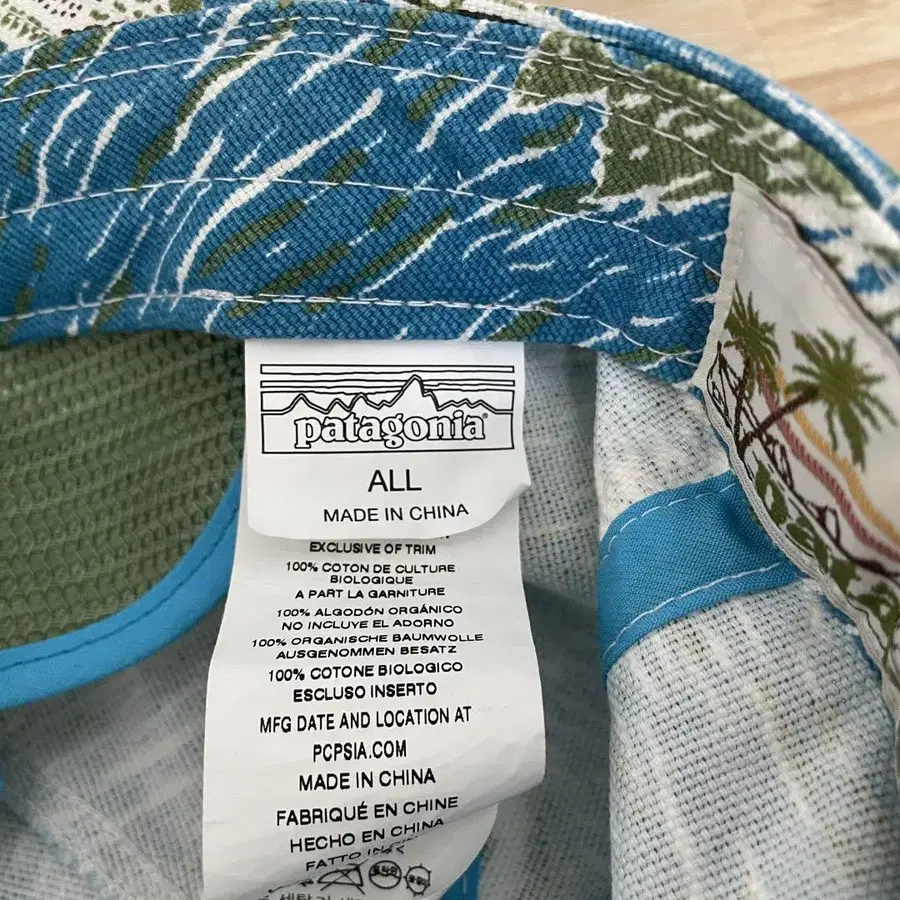 patagonia®
ALL
MADE IN CHINA
EXCLUSIVE OF TRIM
100% COTON DE CULTURE
BIOLOGIQUE
A PART LA GARNITURE
100% ALGODÓN ORGÁNICO
NO INCLUYE EL ADORNO
100% ORGANISCHE BAUMWOLLE
AUSGENOMMEN BESATZ
100% COTONE BIOLOGICO
ESCLUSO INSERTO
MFG DATE AND LOCATION AT
PCPSIA.COM
MADE IN CHINA
FABRIQUÉ EN CHINE
HECHO EN CHINA
FATTO IN